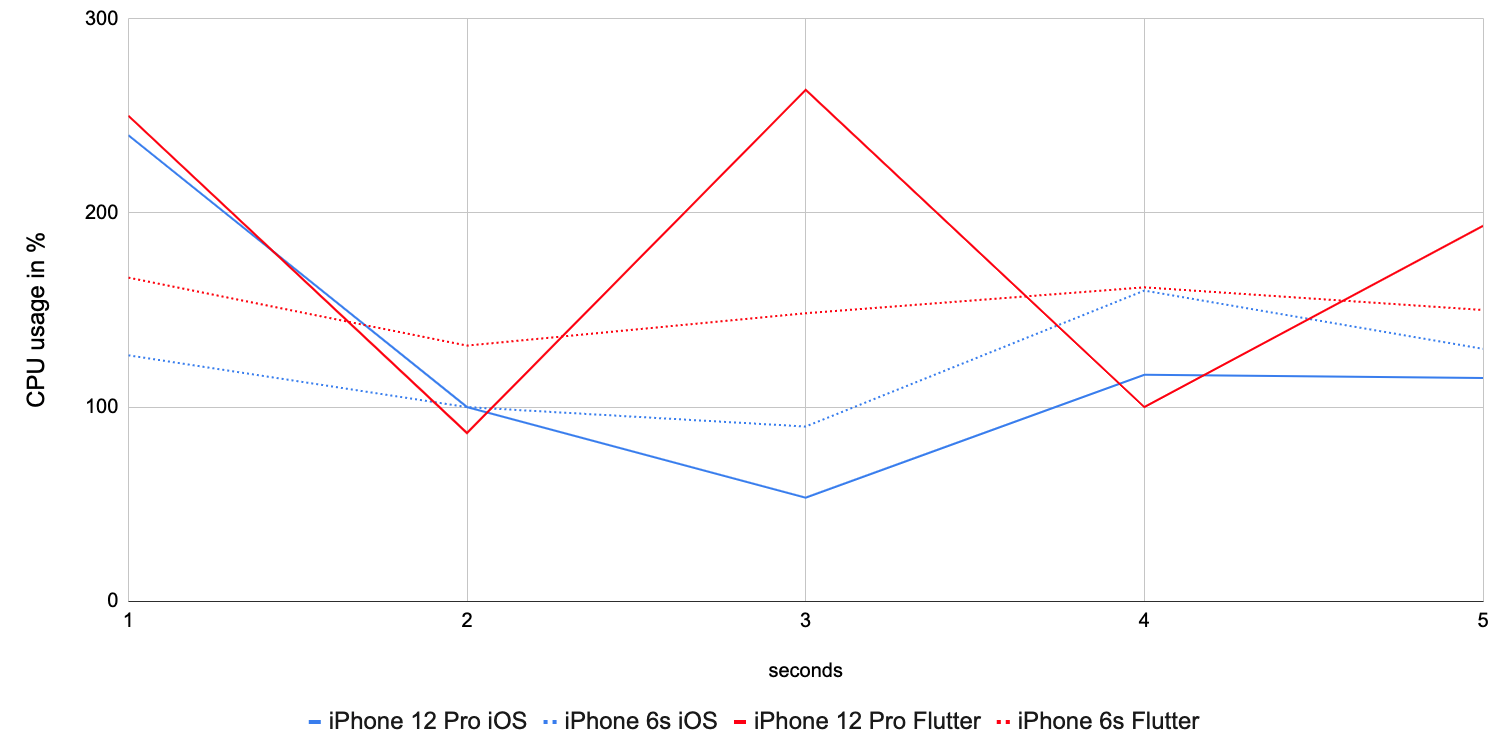 300
200
100
0
CPU usage in %
1 2 3 4 5
seconds
iPhone 12 Pro iOS iPhone 6s iOS iPhone 12 Pro Flutter iPhone 6s Flutter